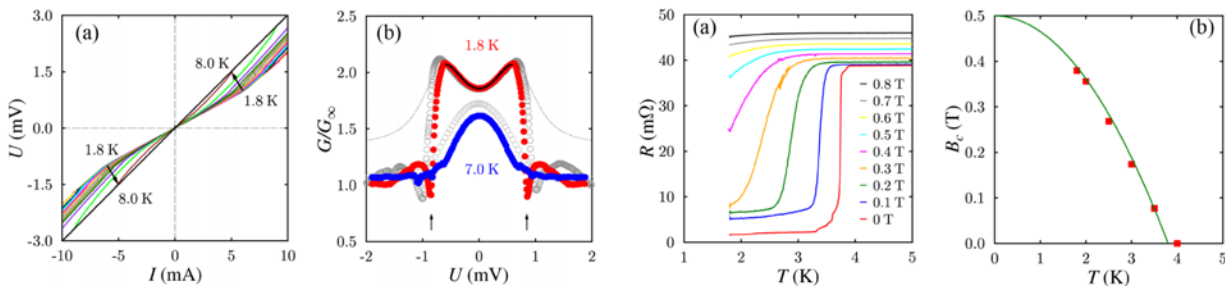 (a)
U (mV)
3.0
1.5
0.0
-1.5
-3.0
8.0 K
1.8 K
1.8 K
8.0 K
-10 -5 0 5 10
I (mA)
(b)
G/G∞
2.5
2.0
1.5
1.0
0.5
1.8 K
7.0 K
-2 -1 0 1 2
U (mV)
(a)
R (mΩ)
50
40
30
20
10
0
0.8 T
0.7 T
0.6 T
0.5 T
0.4 T
0.3 T
0.2 T
0.1 T
0 T
1 2 3 4 5
T (K)
(b)
B_c (T)
0.5
0.4
0.3
0.2
0.1
0.0
0 1 2 3 4 5
T (K)